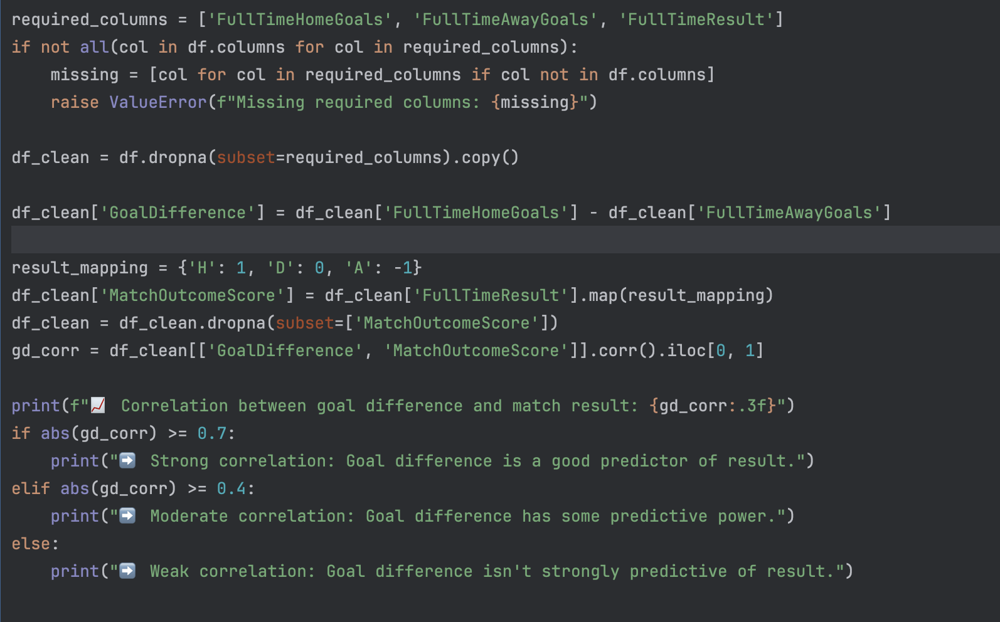 required_columns = ['FullTimeHomeGoals', 'FullTimeAwayGoals', 'FullTimeResult']
if not all(col in df.columns for col in required_columns):
    missing = [col for col in required_columns if col not in df.columns]
    raise ValueError(f"Missing required columns: {missing}")
df_clean = df.dropna(subset=required_columns).copy()
df_clean['GoalDifference'] = df_clean['FullTimeHomeGoals'] - df_clean['FullTimeAwayGoals']
result_mapping = {'H': 1, 'D': 0, 'A': -1}
df_clean['MatchOutcomeScore'] = df_clean['FullTimeResult'].map(result_mapping)
df_clean = df_clean.dropna(subset=['MatchOutcomeScore'])
gd_corr = df_clean[['GoalDifference', 'MatchOutcomeScore']].corr().iloc[0, 1]
print(f"📈 Correlation between goal difference and match result: {gd_corr:.3f}")
if abs(gd_corr) >= 0.7:
    print("➡️ Strong correlation: Goal difference is a good predictor of result.")
elif abs(gd_corr) >= 0.4:
    print("➡️ Moderate correlation: Goal difference has some predictive power.")
else:
    print("➡️ Weak correlation: Goal difference isn't strongly predictive of result.")